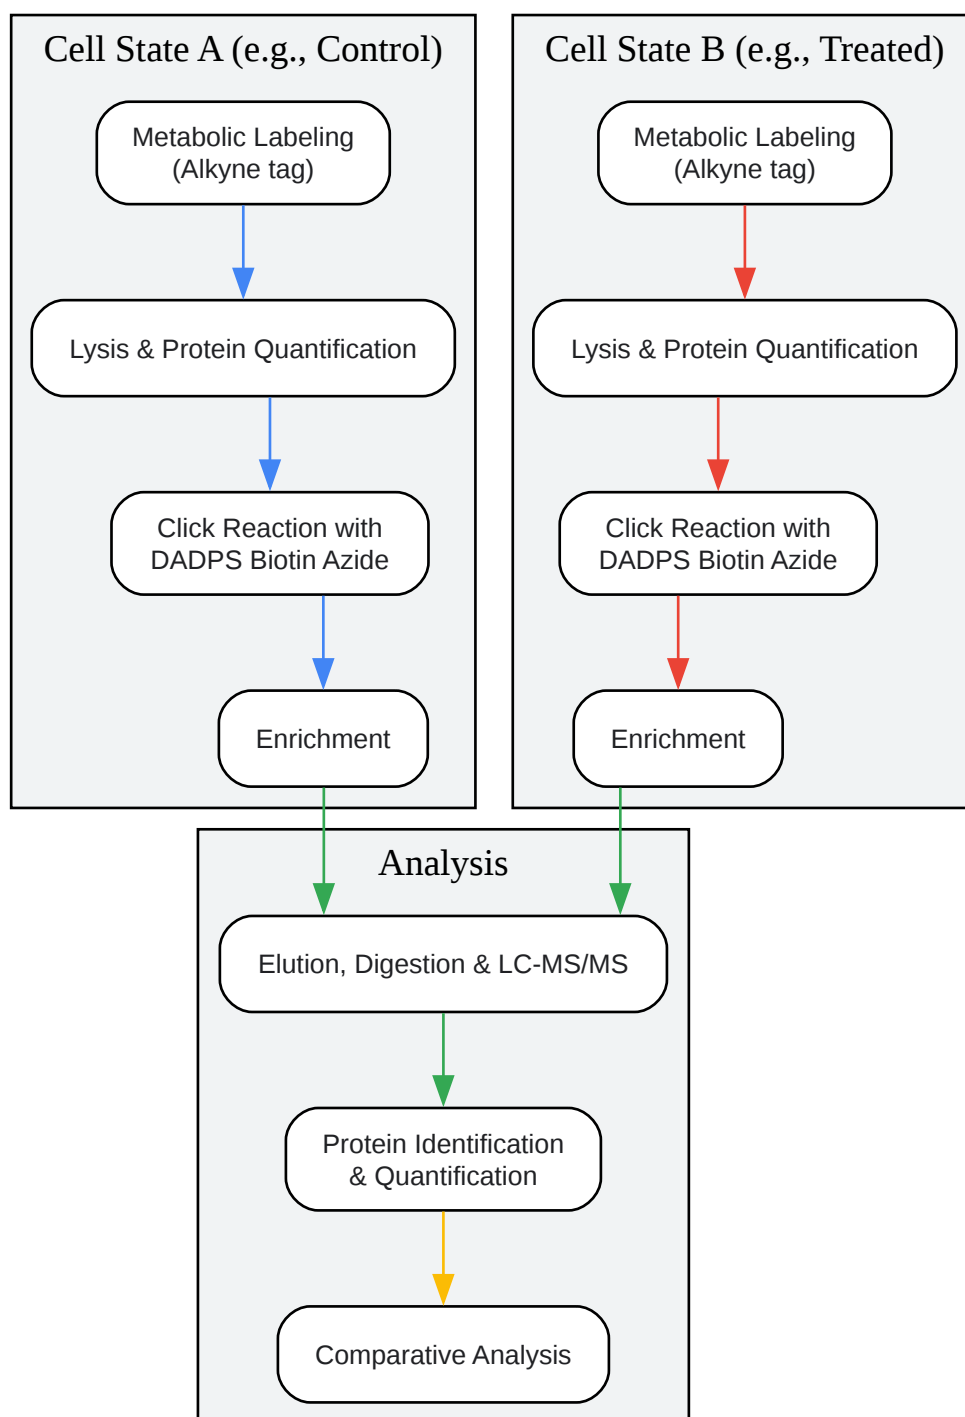 Cell State A (e.g., Control)
Metabolic Labeling
(Alkyne tag)
Lysis & Protein Quantification
Click Reaction with
DADPS Biotin Azide
Enrichment
Cell State B (e.g., Treated)
Metabolic Labeling
(Alkyne tag)
Lysis & Protein Quantification
Click Reaction with
DADPS Biotin Azide
Enrichment
Analysis
Elution, Digestion & LC-MS/MS
Protein Identification
& Quantification
Comparative Analysis